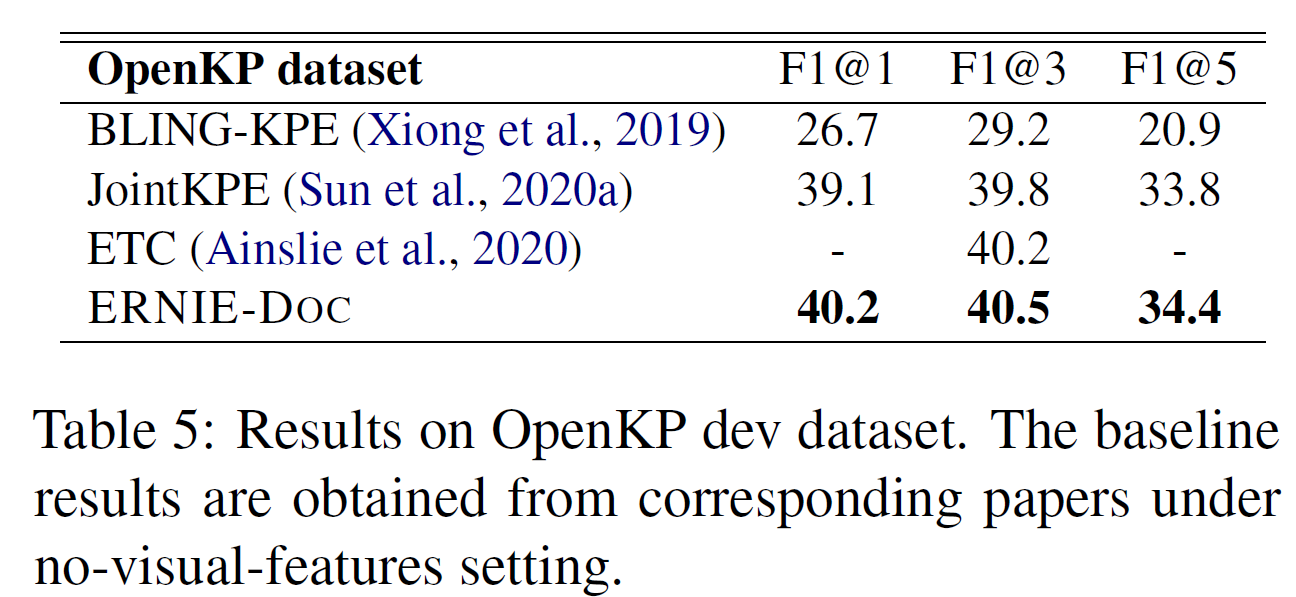 OpenKP dataset F1@1 F1@3 F1@5
BLING-KPE (Xiong et al., 2019) 26.7 29.2 20.9
JointKPE (Sun et al., 2020a) 39.1 39.8 33.8
ETC (Ainslie et al., 2020) - 40.2 -
ERNIE-DOC 40.2 40.5 34.4
Table 5: Results on OpenKP dev dataset. The baseline
results are obtained from corresponding papers under
no-visual-features setting.